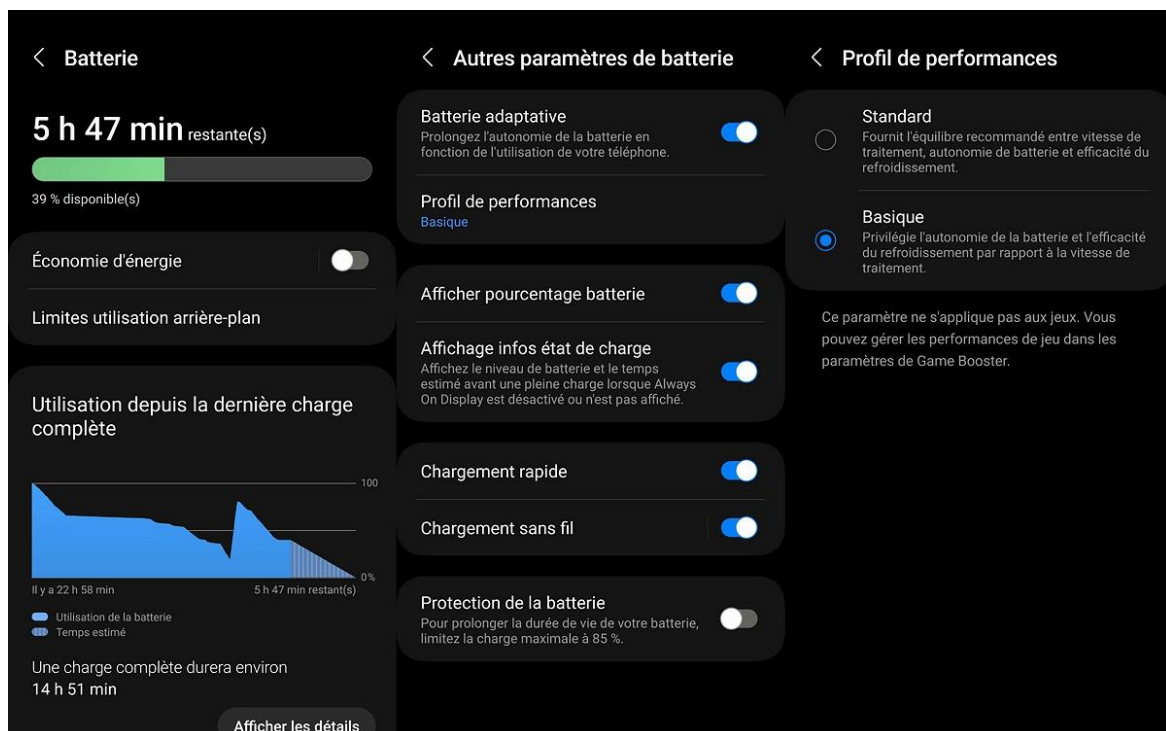 Batterie
5 h 47 min restante(s)
39 % disponible(s)
Économie d'énergie
Limites utilisation arrière-plan
Utilisation depuis la dernière charge
complète
100
0%
Il y a 22 h 58 min
5 h 47 min restant(s)
Utilisation de la batterie
Temps estimé
Une charge complète durera environ
14 h 51 min
Afficher les détails
Autres paramètres de batterie
Batterie adaptative
Prolongez l'autonomie de la batterie en
fonction de l'utilisation de votre téléphone.
Profil de performances
Basique
Afficher pourcentage batterie
Affichage infos état de charge
Affichez le niveau de batterie et le temps
estimé avant une pleine charge lorsque Always
On Display est désactivé ou n'est pas affiché.
Chargement rapide
Chargement sans fil
Protection de la batterie
Pour prolonger la durée de vie de votre batterie,
limitez la charge maximale à 85 %.
Profil de performances
Standard
Fournit l'équilibre recommandé entre vitesse de
traitement, autonomie de batterie et efficacité du
refroidissement.
Basique
Privilégie l'autonomie de la batterie et l'efficacité
du refroidissement par rapport à la vitesse de
traitement.
Ce paramètre ne s'applique pas aux jeux. Vous
pouvez gérer les performances de jeu dans les
paramètres de Game Booster.